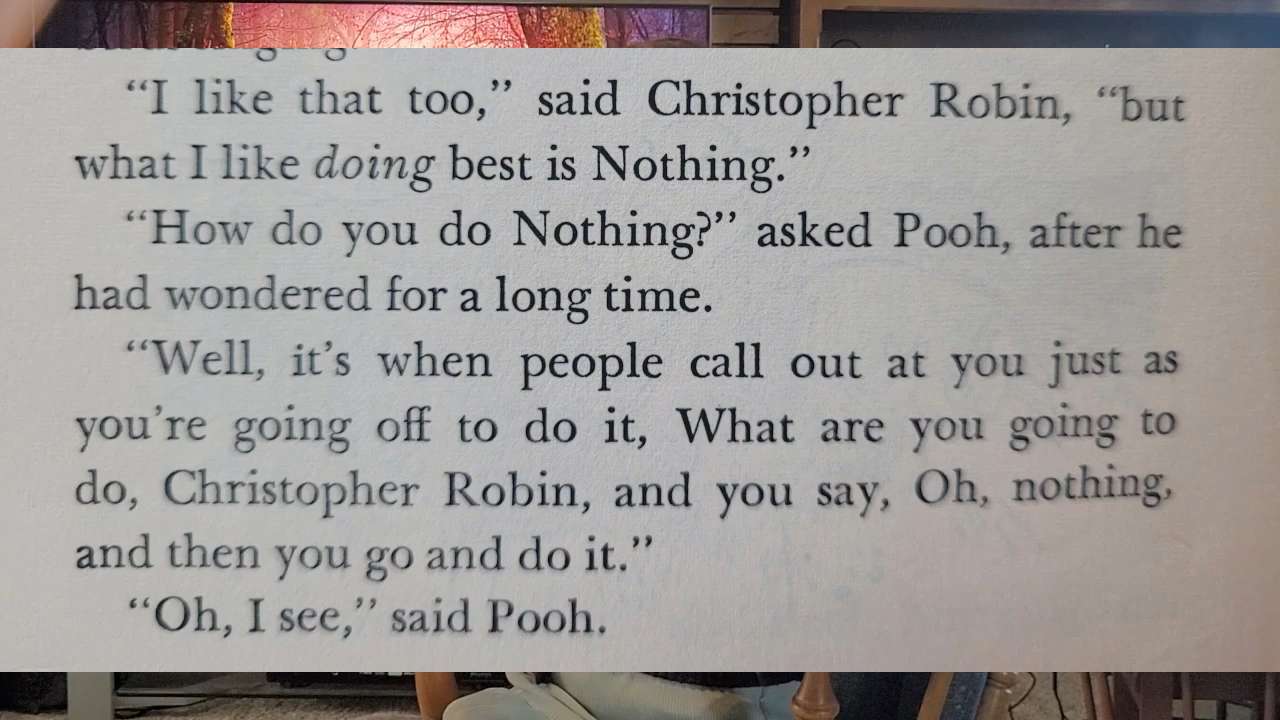 “I like that too,” said Christopher Robin, “but
what I like doing best is Nothing.”
“How do you do Nothing?” asked Pooh, after he
had wondered for a long time.
“Well, it’s when people call out at you just as
you’re going off to do it, What are you going to
do, Christopher Robin, and you say, Oh, nothing,
and then you go and do it.”
“Oh, I see,” said Pooh.